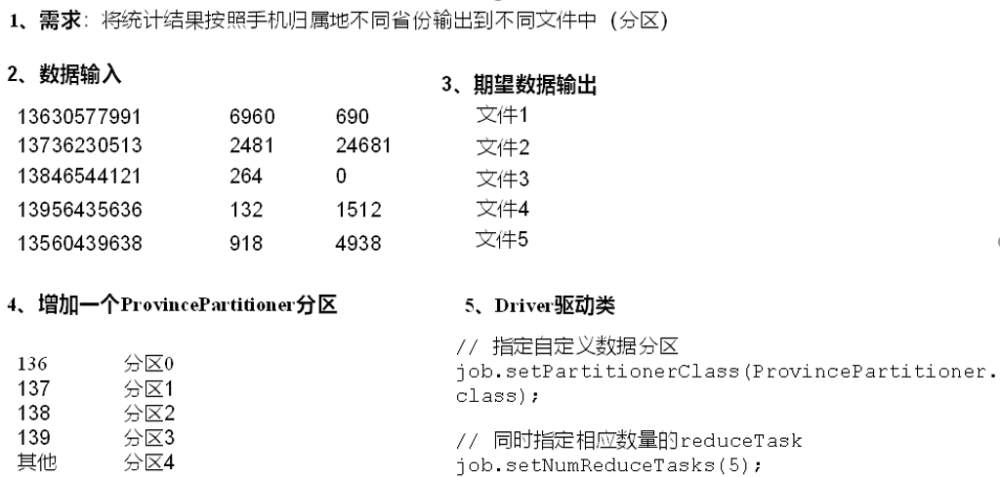 1、需求：将统计结果按照手机归属地不同省份输出到不同文件中（分区）
2、数据输入
13630577991 6960 690
13736230513 2481 24681
13846544121 264 0
13956435636 132 1512
13560439638 918 4938
3、期望数据输出
文件1
文件2
文件3
文件4
文件5
4、增加一个ProvincePartitioner分区
136 分区0
137 分区1
138 分区2
139 分区3
其他 分区4
5、Driver驱动类
// 指定自定义数据分区
job.setPartitionerClass(ProvincePartitioner.
class);
// 同时指定相应数量的reduceTask
job.setNumReduceTasks(5);